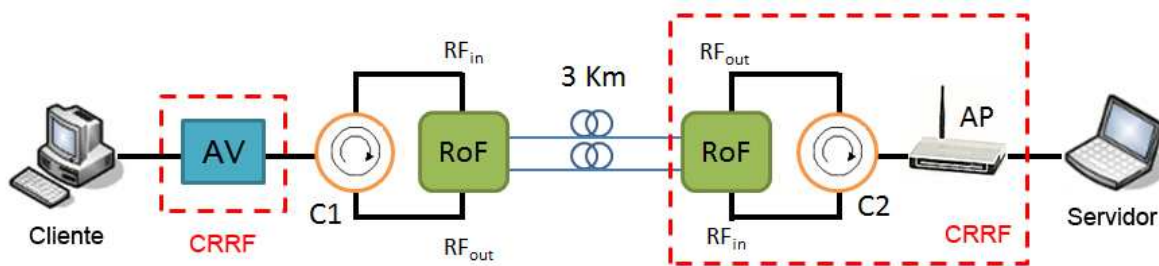 RFin
RFout
3 Km
AP
AV
RoF
RoF
C1
C2
Cliente
CRRF
RFout
RFin
CRRF
Servidor